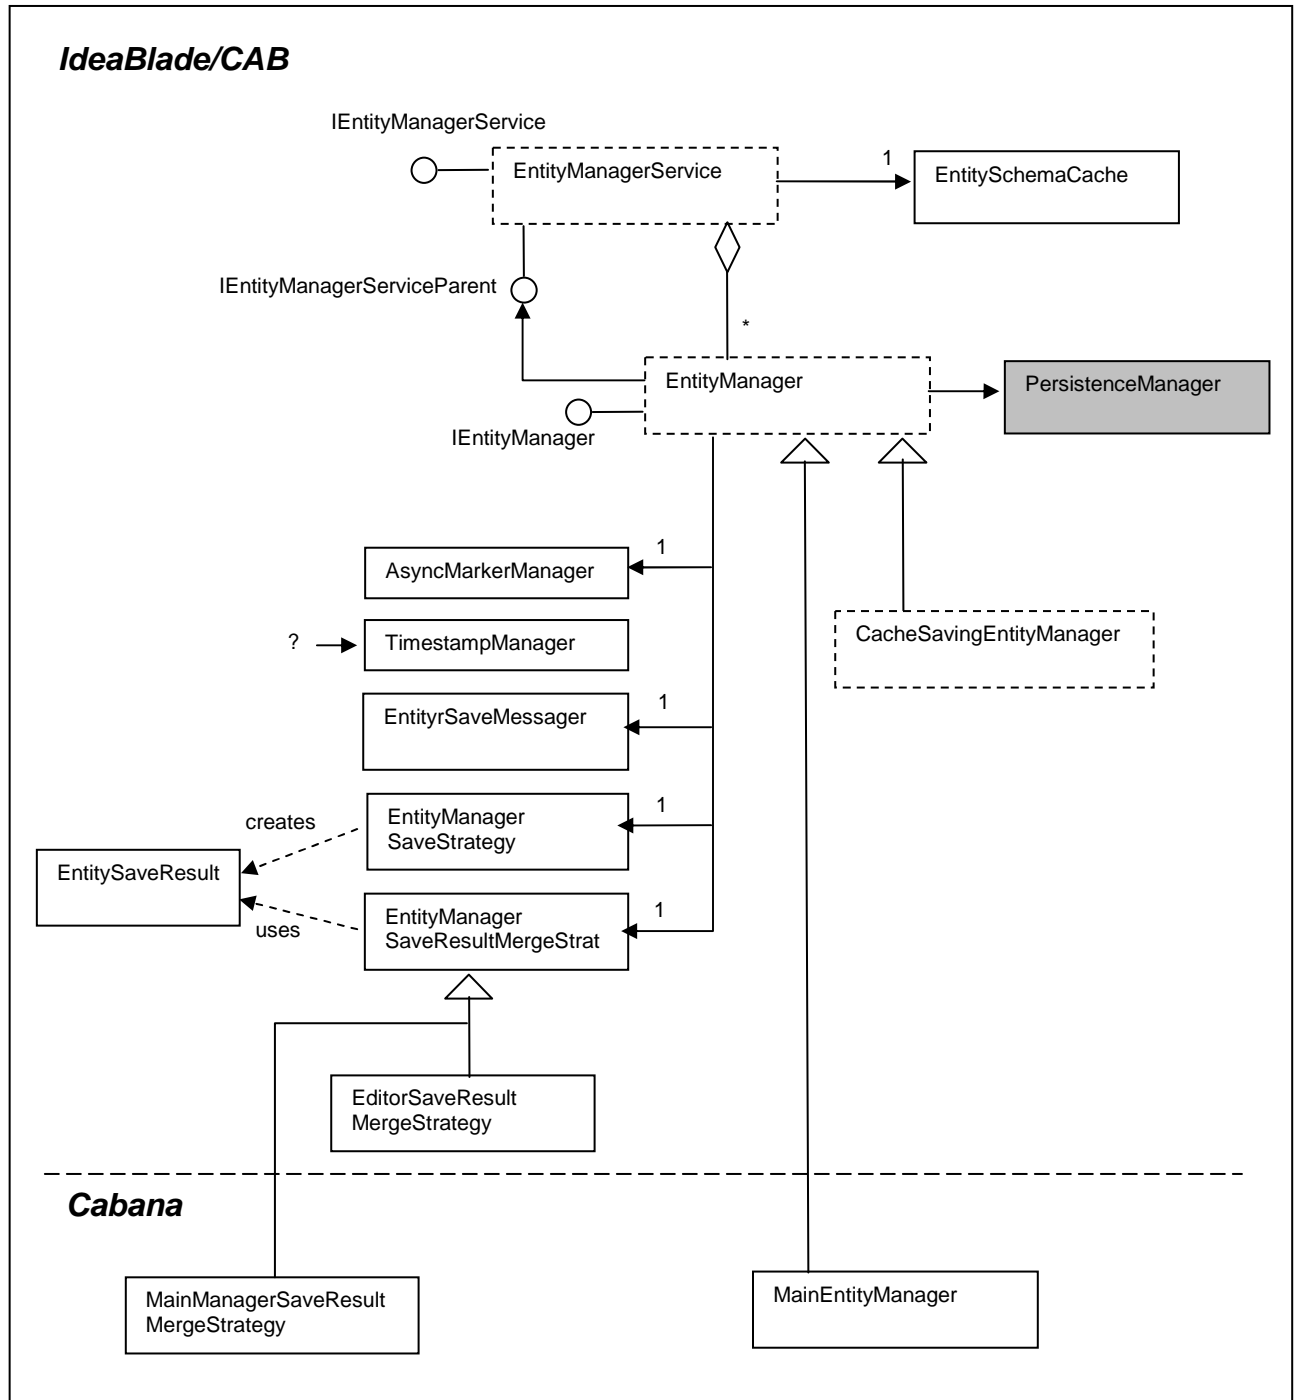 IdeaBlade/CAB
IEntityManagerService
EntityManagerService
1
EntitySchemaCache
IEntityManagerServiceParent
*
EntityManager
PersistenceManager
IEntityManager
1
AsyncMarkerManager
?
TimestampManager
CacheSavingEntityManager
1
EntityrSaveMessager
1
creates
EntityManager
SaveStrategy
EntitySaveResult
1
uses
EntityManager
SaveResultMergeStrat
EditorSaveResult
MergeStrategy
Cabana
MainManagerSaveResult
MergeStrategy
MainEntityManager